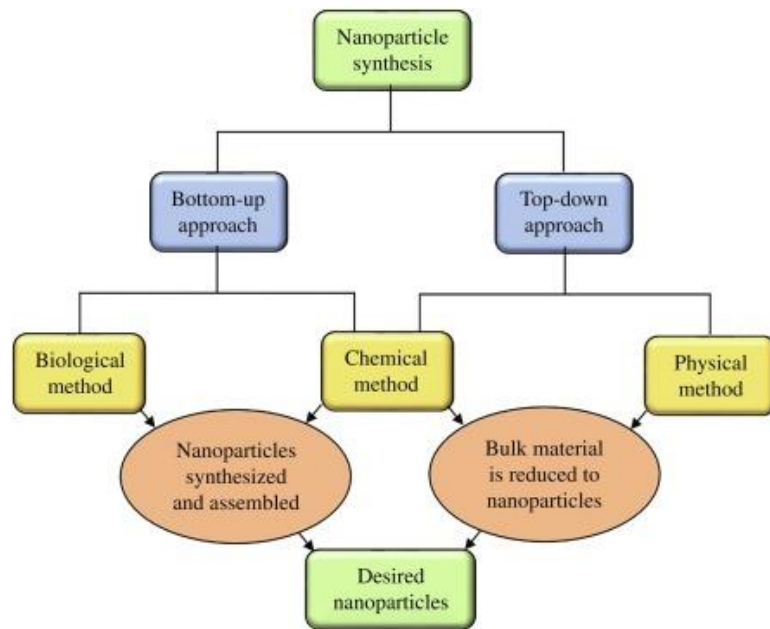 Nanoparticle
synthesis
Bottom-up
approach
Top-down
approach
Biological
method
Chemical
method
Physical
method
Nanoparticles
synthesized
and assembled
Bulk material
is reduced to
nanoparticles
Desired
nanoparticles